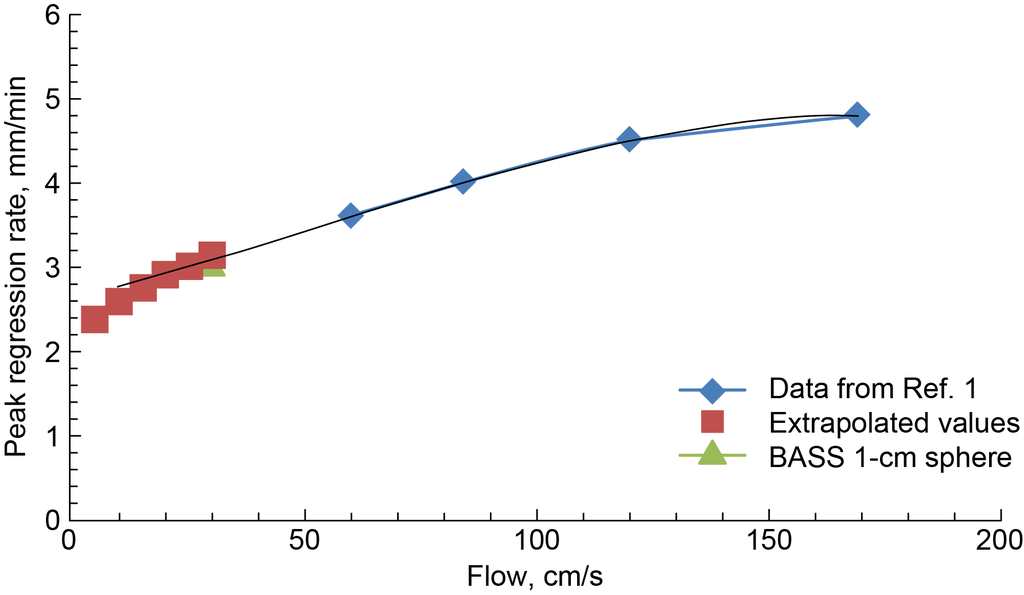 Peak regression rate, mm/min
6
5
4
3
2
1
0
0 50 100 150 200
Flow, cm/s
Data from Ref. 1
Extrapolated values
BASS 1-cm sphere